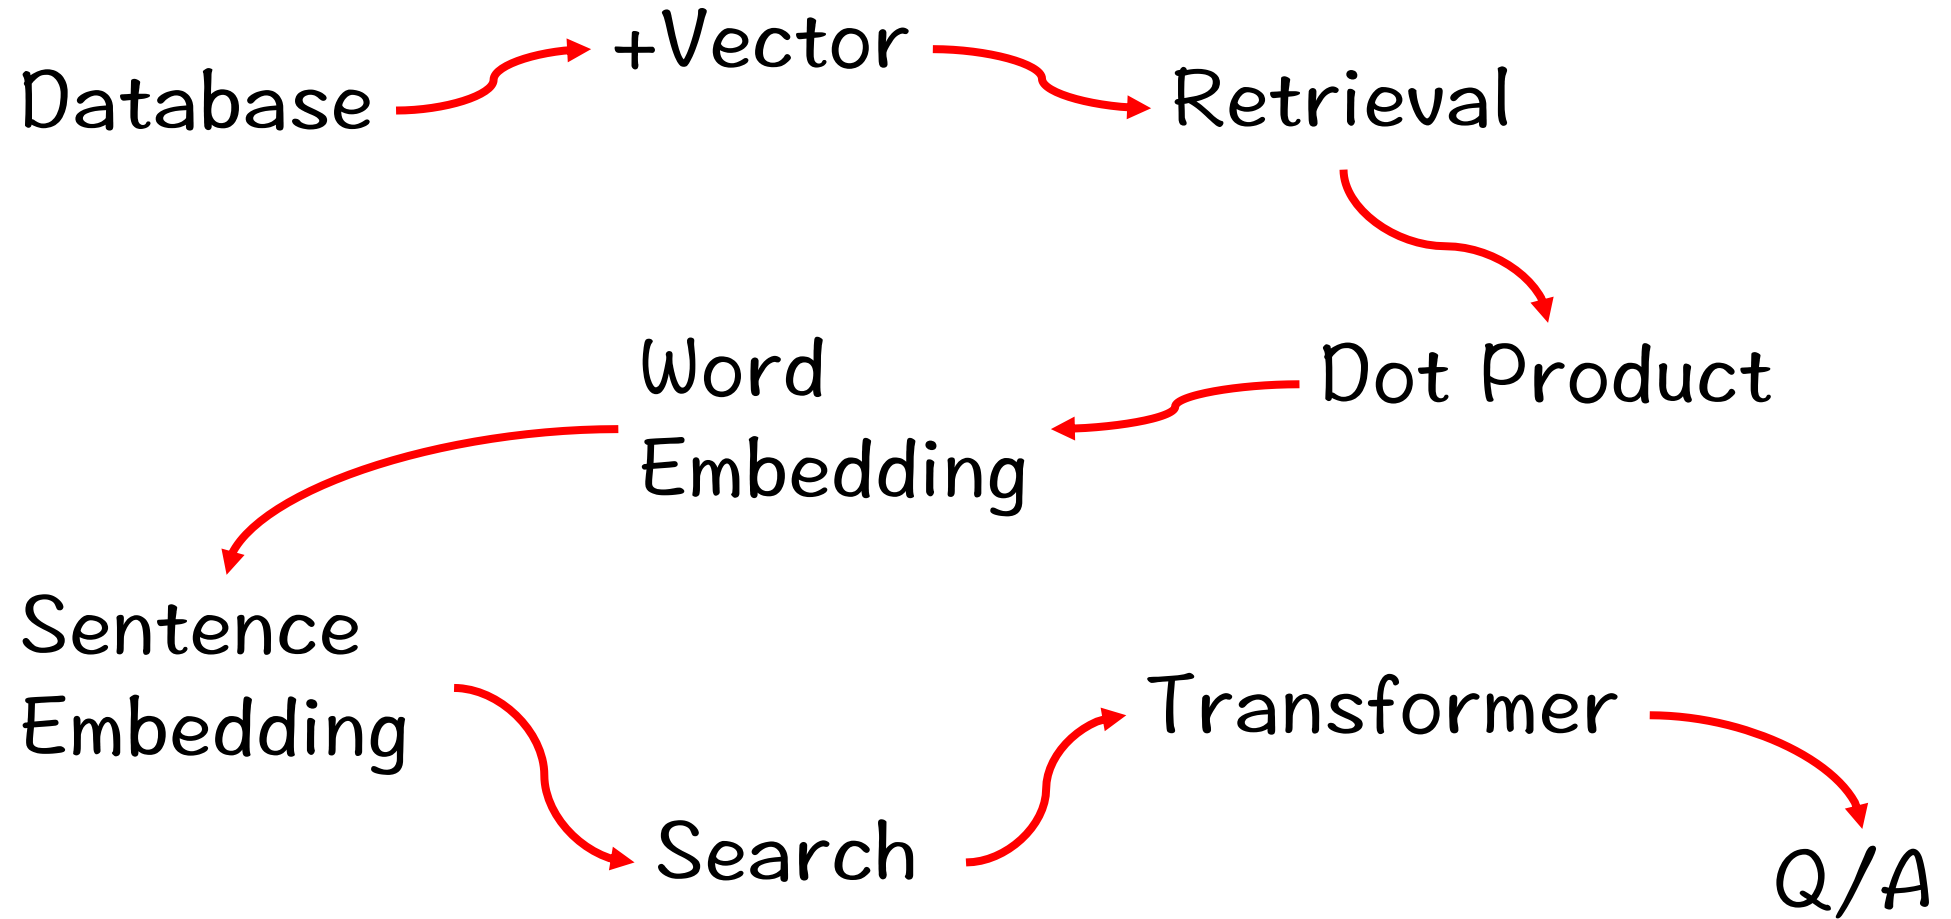 Database
+Vector
Retrieval
Dot Product
Word
Embedding
Sentence
Embedding
Search
Transformer
Q/A